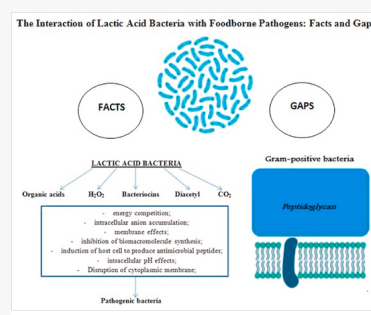 The Interaction of Lactic Acid Bacteria with Foodborne Pathogens: Facts and Gap
FACTS
GAPS
LACTIC ACID BACTERIA
Organic acids H₂O₂ Bacteriocins Diacetyl CO₂
- energy competition;
- intracellular anion accumulation;
- membrane effects;
- inhibition of biomacromolecule synthesis;
- induction of host cell to produce antimicrobial peptides;
- intracellular pH effects;
- Disruption of cytoplasmic membrane;
Pathogenic bacteria
Gram-positive bacteria
Peptidoglycan